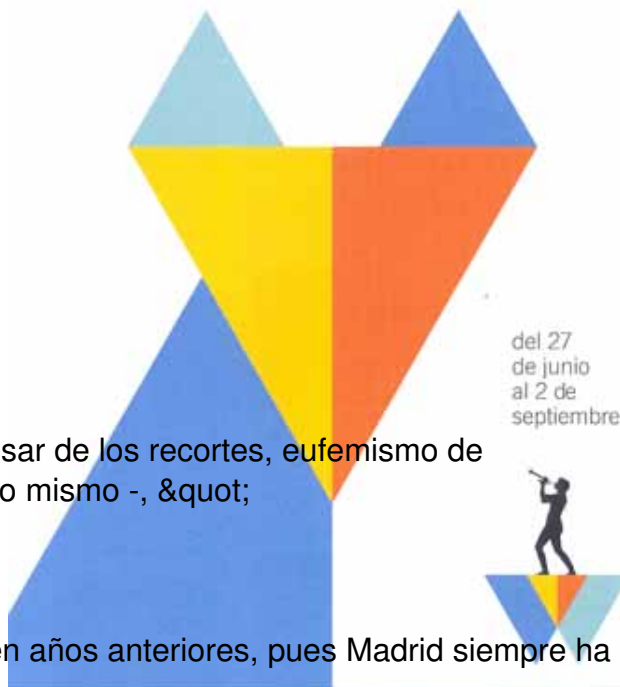 del 27
de junio
al 2 de
septiembre
sar de los recortes, eufemismo de
o mismo -, &quot;
en años anteriores, pues Madrid siempre ha